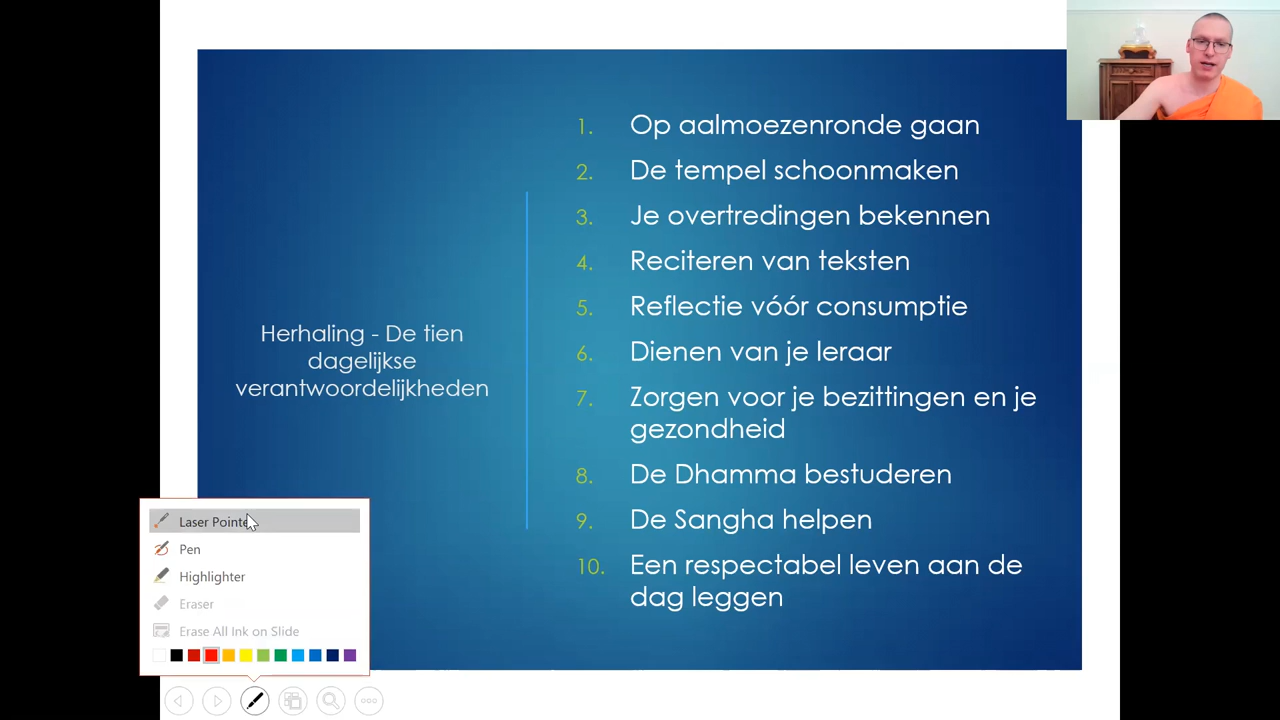 Herhaling - De tien
dagelijkse
verantwoordelijkheden
1. Op aalmoezenronde gaan
2. De tempel schoonmaken
3. Je overtredingen bekennen
4. Reciteren van teksten
5. Reflectie vóór consumptie
6. Dienen van je leraar
7. Zorgen voor je bezittingen en je
gezondheid
8. De Dhamma bestuderen
9. De Sangha helpen
10. Een respectabel leven aan de
dag leggen
Laser Pointer
Pen
Highlighter
Eraser
Erase All Ink on Slide